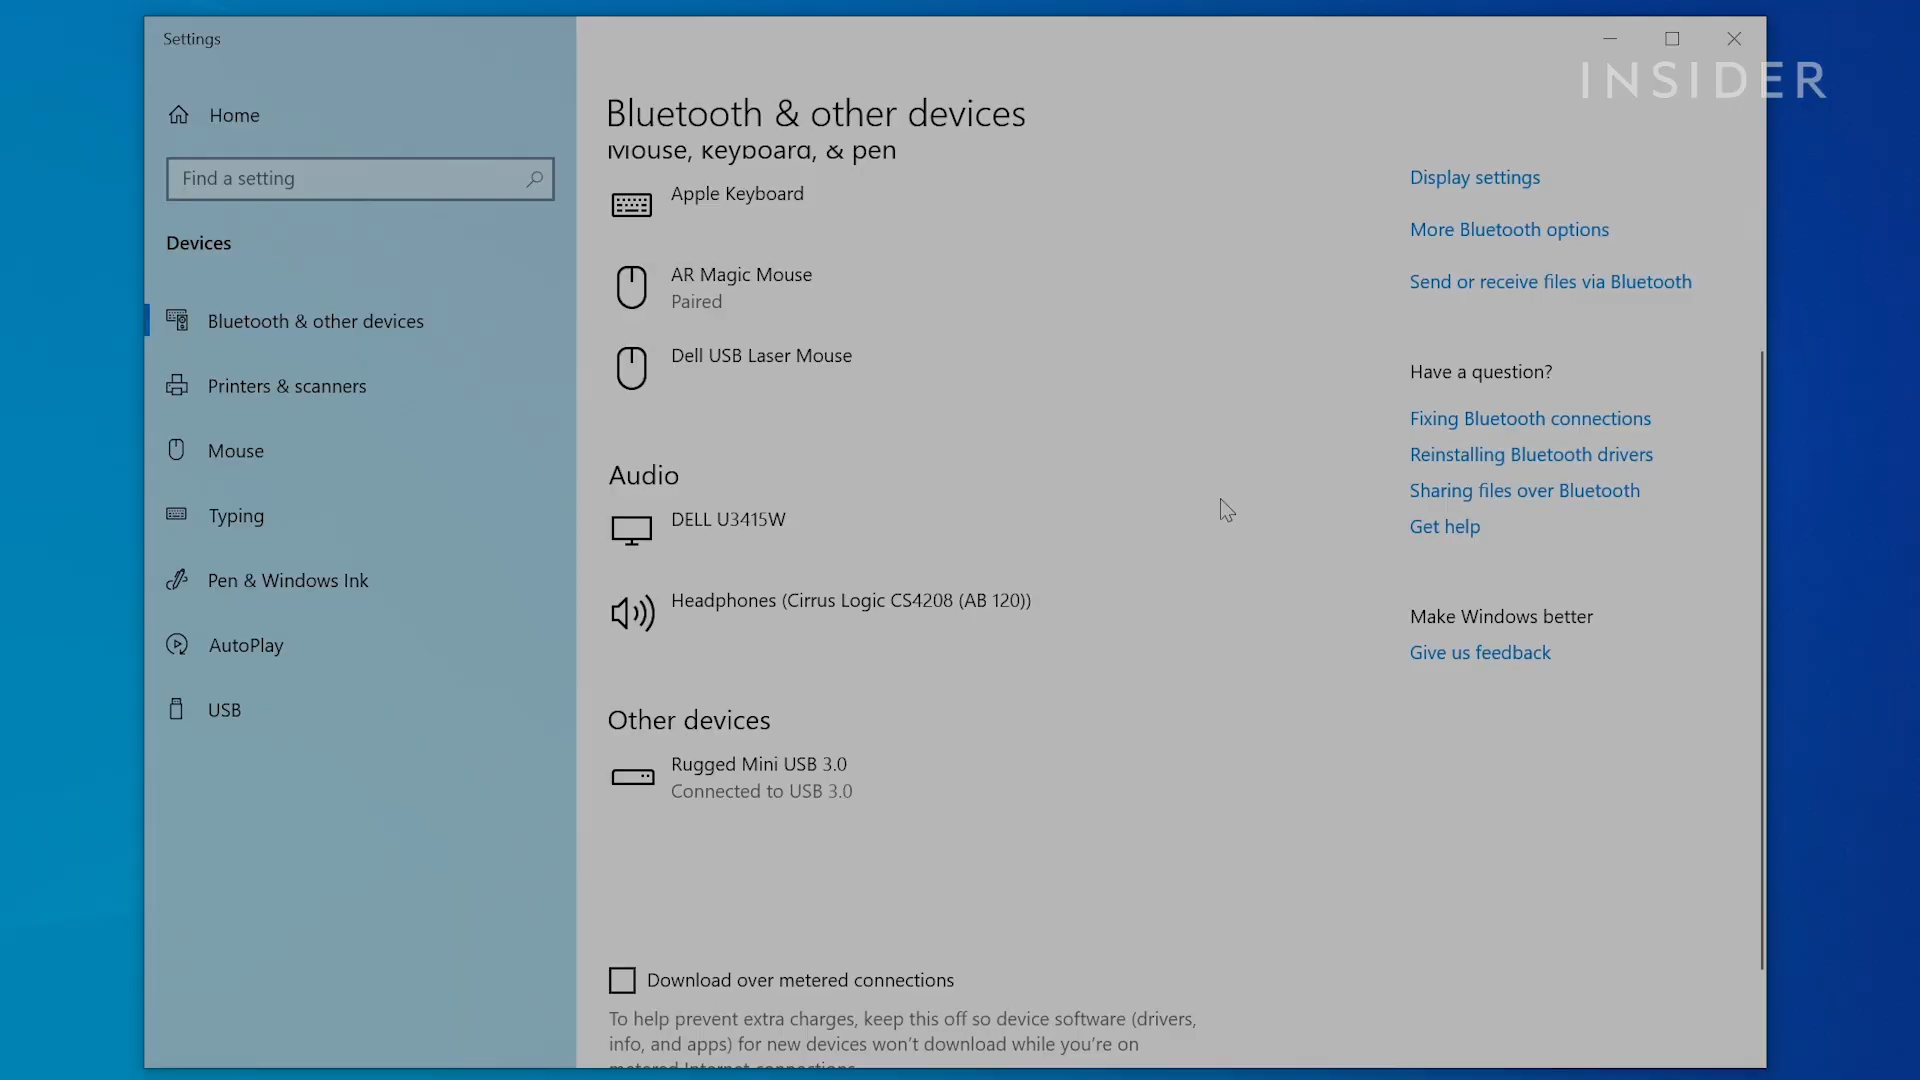 Settings
INSIDER
Home
Find a setting
Devices
Bluetooth & other devices
Printers & scanners
Mouse
Typing
Pen & Windows Ink
AutoPlay
USB
Bluetooth & other devices
Mouse, keyboard, & pen
Apple Keyboard
AR Magic Mouse
Paired
Dell USB Laser Mouse
Audio
DELL U3415W
Headphones (Cirrus Logic CS4208 (AB 120))
Other devices
Rugged Mini USB 3.0
Connected to USB 3.0
Download over metered connections
To help prevent extra charges, keep this off so device software (drivers,
info, and apps) for new devices won't download while you're on
metered Internet connections.
Display settings
More Bluetooth options
Send or receive files via Bluetooth
Have a question?
Fixing Bluetooth connections
Reinstalling Bluetooth drivers
Sharing files over Bluetooth
Get help
Make Windows better
Give us feedback